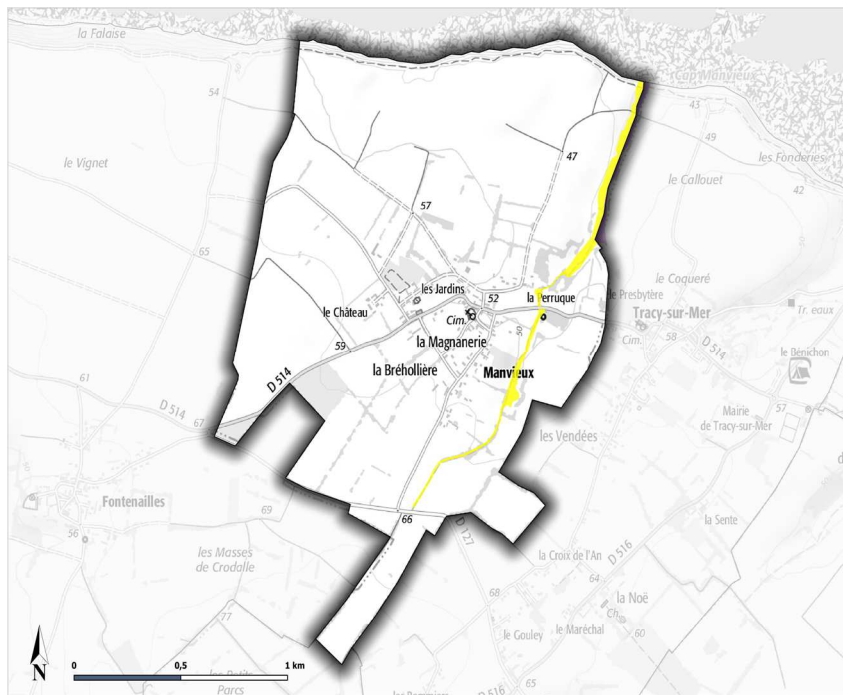 la Falaise
Cap Manvieux
54
43
49
les Fonderies
47
le Vignet
le Callouet
42
57
65
le Coqueré
les Jardins
52
la Perruque
le Presbytère
le Château
Cim.
Tracy-sur-Mer
Tr. eaux
50
Cim.
58
59
la Magnanerie
D 514
le Bénichon
la Bréhollière
Manvieux
61
D 514
D 514
57
67
Mairie
de Tracy-sur-Mer
les Vendées
Fontenailles
69
66
D 127
la Sente
56
les Masses
de Crodalle
la Croix de l'An
D 516
64
68
la Noë
77
Ch.
le Maréchal
60
le Gouley
N
0
0,5
1 km
les Petits
Parcs